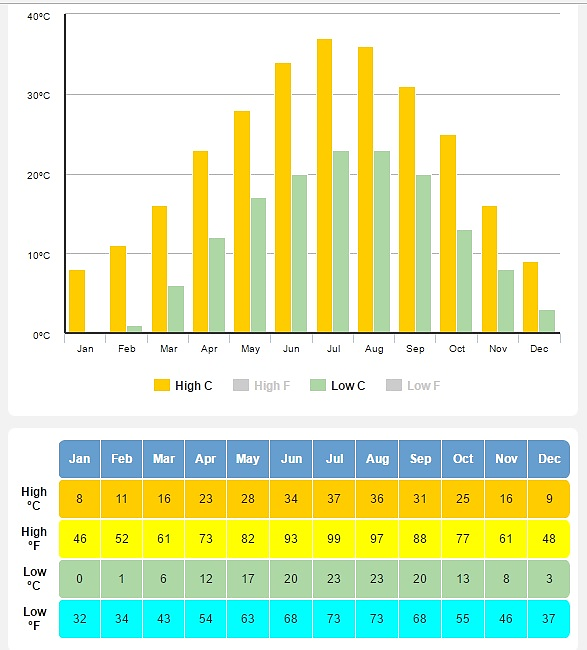 40°C
30°C
20°C
10°C
0°C
Jan Feb Mar Apr May Jun Jul Aug Sep Oct Nov Dec
High C High F Low C Low F
Jan Feb Mar Apr May Jun Jul Aug Sep Oct Nov Dec
High °C 8 11 16 23 28 34 37 36 31 25 16 9
High °F 46 52 61 73 82 93 99 97 88 77 61 48
Low °C 0 1 6 12 17 20 23 23 20 13 8 3
Low °F 32 34 43 54 63 68 73 73 68 55 46 37